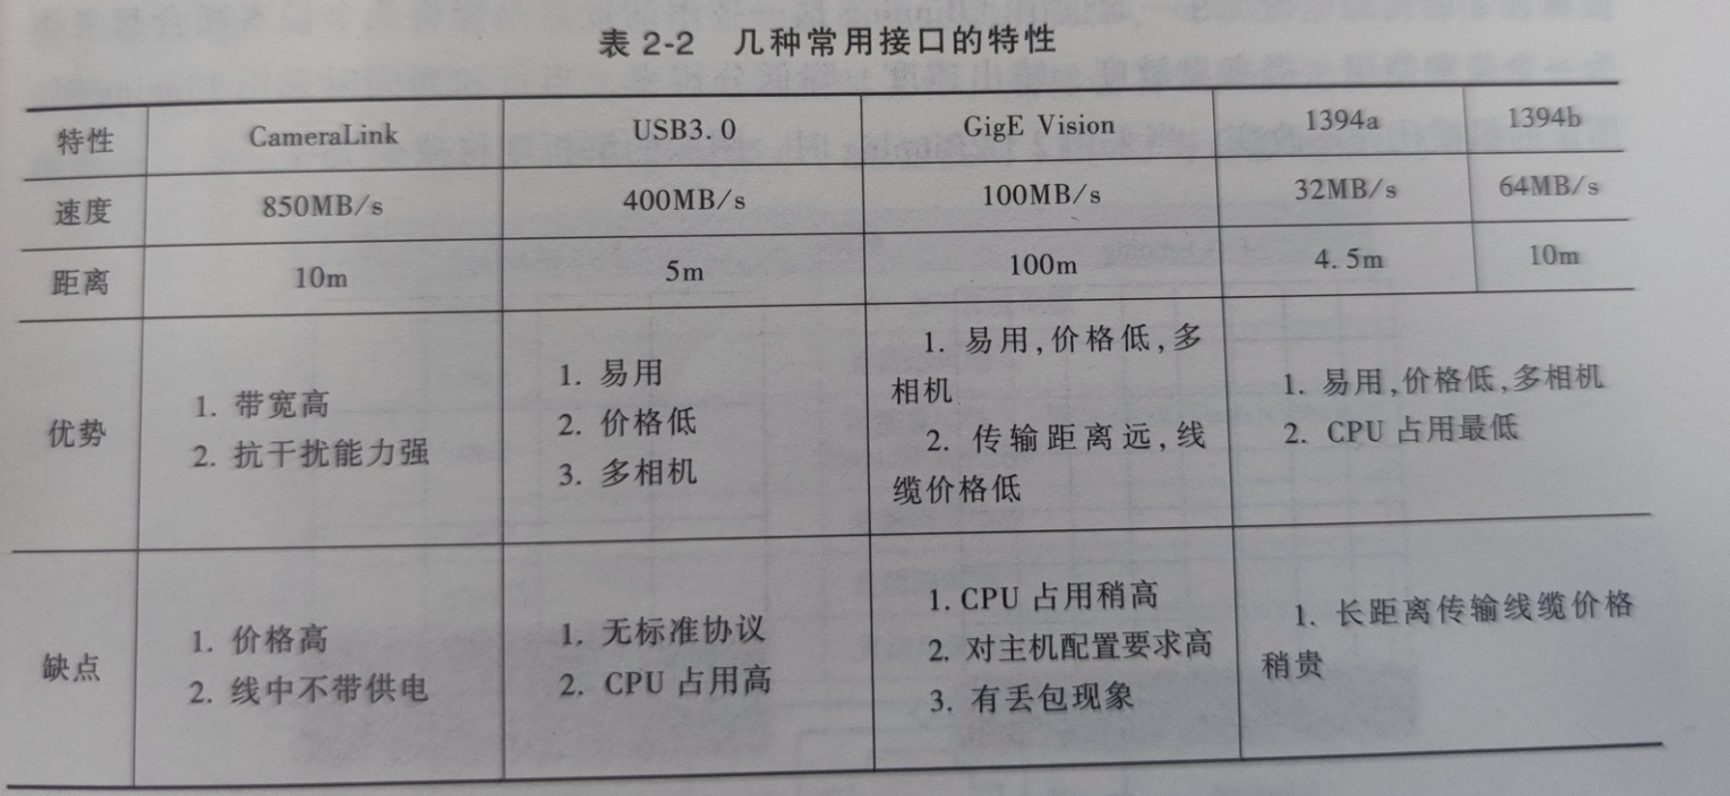 表 2-2 几种常用接口的特性
特性 CameraLink USB3.0 GigE Vision 1394a 1394b
速度 850MB/s 400MB/s 100MB/s 32MB/s 64MB/s
距离 10m 5m 100m 4.5m 10m
优势
1. 带宽高
2. 抗干扰能力强
1. 易用
2. 价格低
3. 多相机
1. 易用,价格低,多
相机
2. 传输距离远,线
缆价格低
1. 易用,价格低,多相机
2. CPU 占用最低
缺点
1. 价格高
2. 线中不带供电
1. 无标准协议
2. CPU 占用高
1. CPU 占用稍高
2. 对主机配置要求高
3. 有丢包现象
1. 长距离传输线缆价格
稍贵